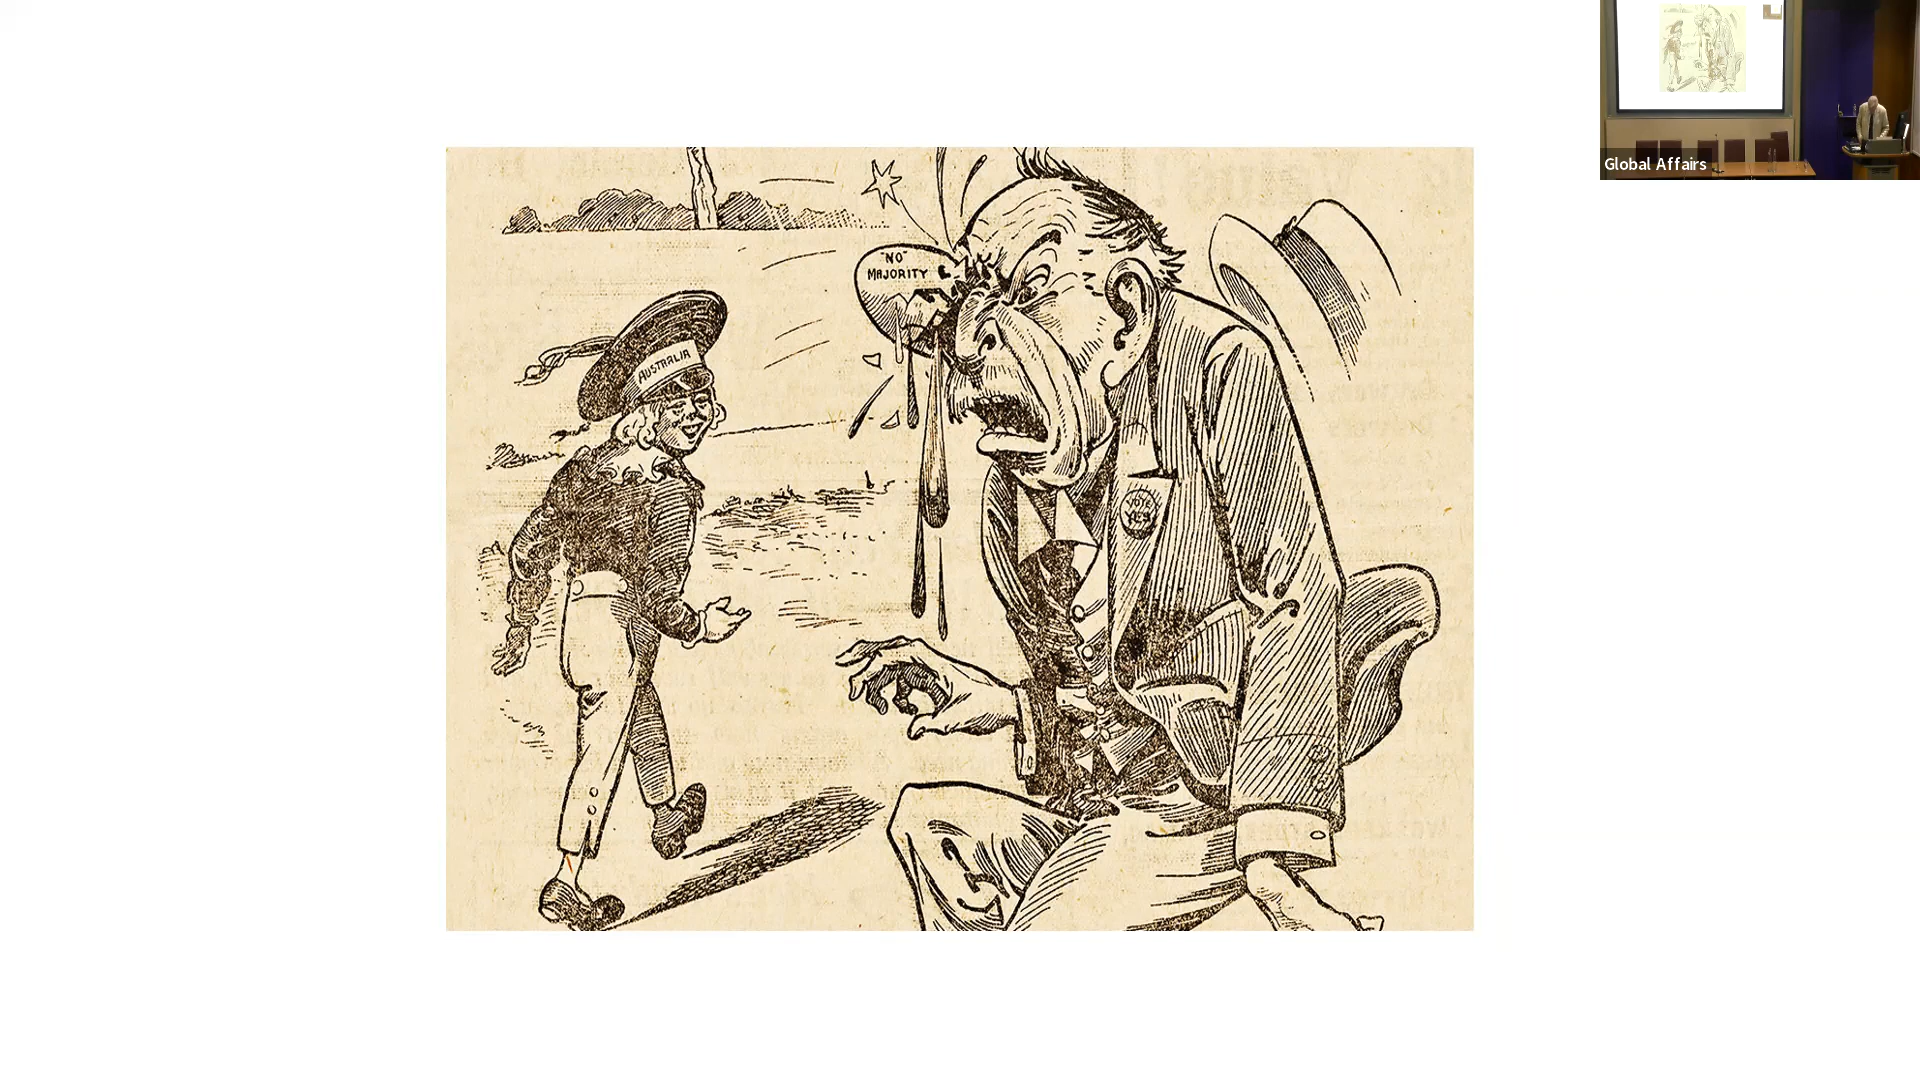 Global Affairs
"NO"
MAJORITY
AUSTRALIA
VOTE
YES